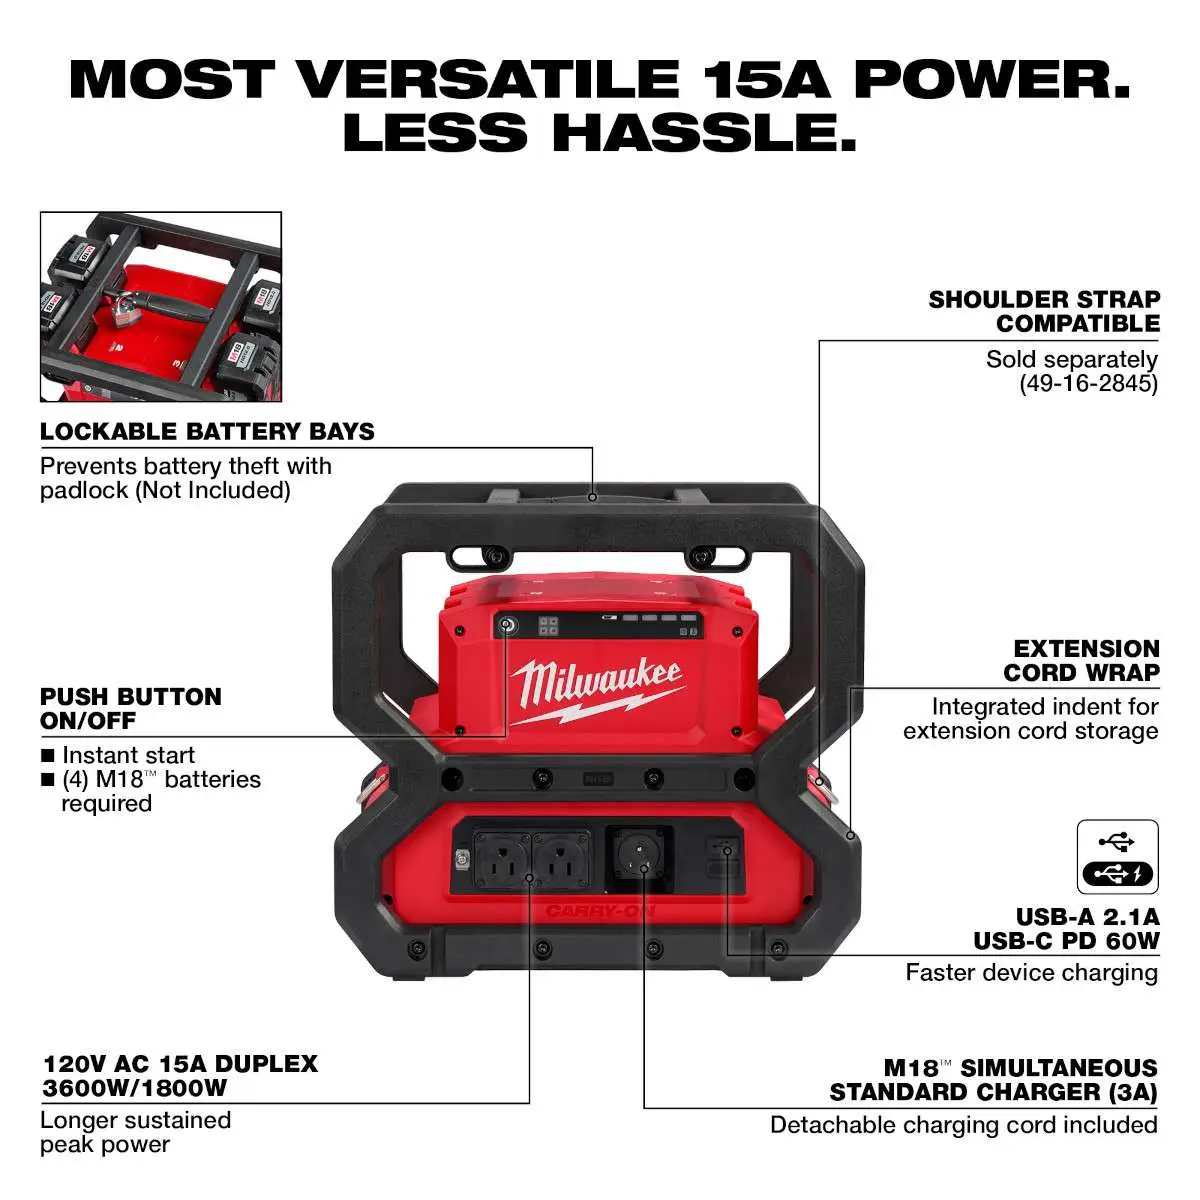 MOST VERSATILE 15A POWER.
LESS HASSLE.
M18
M18
LOCKABLE BATTERY BAYS
Prevents battery theft with
padlock (Not Included)
SHOULDER STRAP
COMPATIBLE
Sold separately
(49-16-2845)
PUSH BUTTON
ON/OFF
■ Instant start
■ (4) M18™ batteries
required
Milwaukee
EXTENSION
CORD WRAP
Integrated indent for
extension cord storage
CARRY-ON
USB-A 2.1A
USB-C PD 60W
Faster device charging
120V AC 15A DUPLEX
3600W/1800W
Longer sustained
peak power
M18™ SIMULTANEOUS
STANDARD CHARGER (3A)
Detachable charging cord included